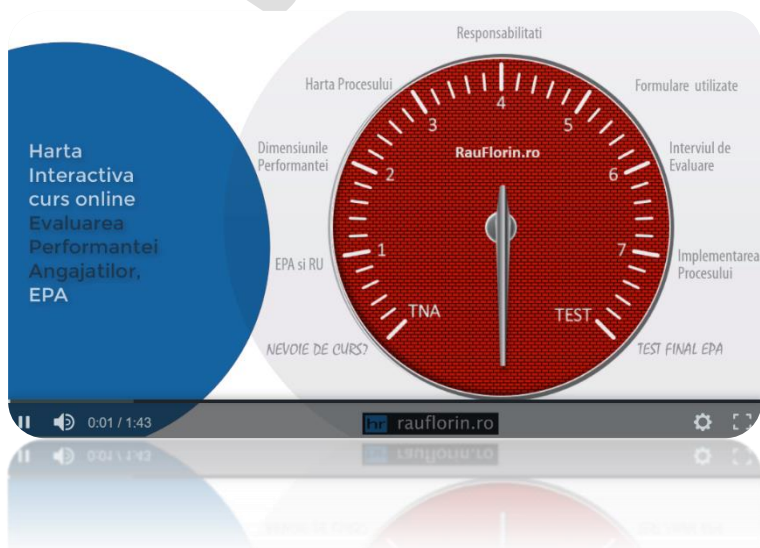 Harta
Interactiva
curs online
Evaluarea
Performantei
Angajatilor,
EPA
Responsabilitati
Harta Procesului
Formulare utilizate
Dimensiunile
Performantei
Interviul de
Evaluare
EPA si RU
Implementarea
Procesului
NEVOIE DE CURS?
TEST FINAL EPA
RauFlorin.ro
TNA
1
2
3
4
5
6
7
TEST
0:01 / 1:43
hr rauflorin.ro